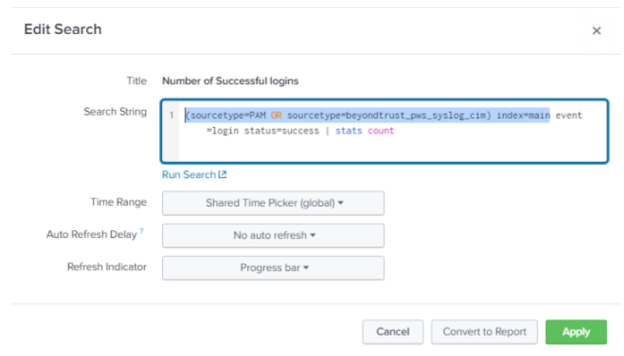 Edit Search
×
Title Number of Successful logins
Search String
1 (sourcetype=PAM OR sourcetype=beyondtrust_pws_syslog_cim) index=main event
=login status=success | stats count
Run Search
Time Range Shared Time Picker (global)
Auto Refresh Delay ? No auto refresh
Refresh Indicator Progress bar
Cancel Convert to Report Apply